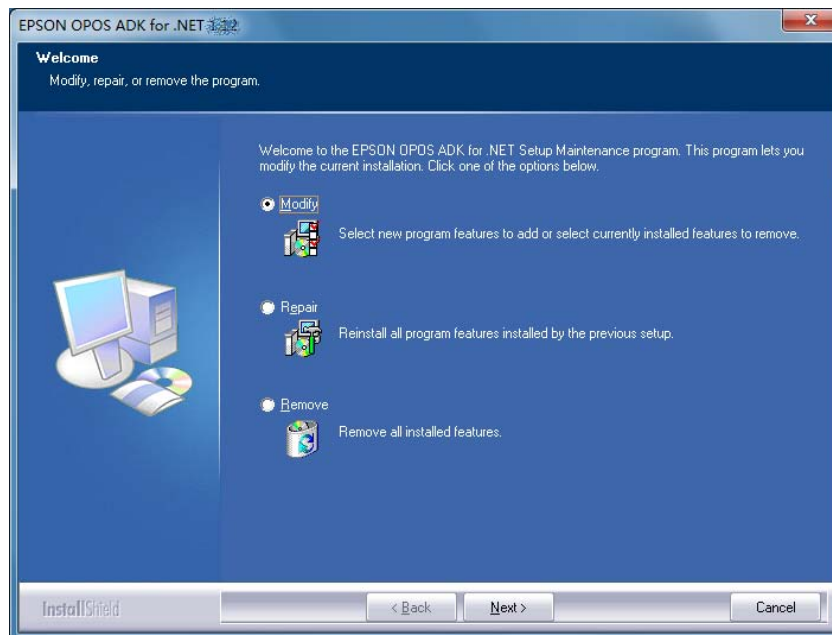 EPSON OPOS ADK for .NET
Welcome
Modify, repair, or remove the program.
Welcome to the EPSON OPOS ADK for .NET Setup Maintenance program. This program lets you
modify the current installation. Click one of the options below.
Modify
Select new program features to add or select currently installed features to remove.
Repair
Reinstall all program features installed by the previous setup.
Remove
Remove all installed features.
InstallShield
< Back
Next >
Cancel